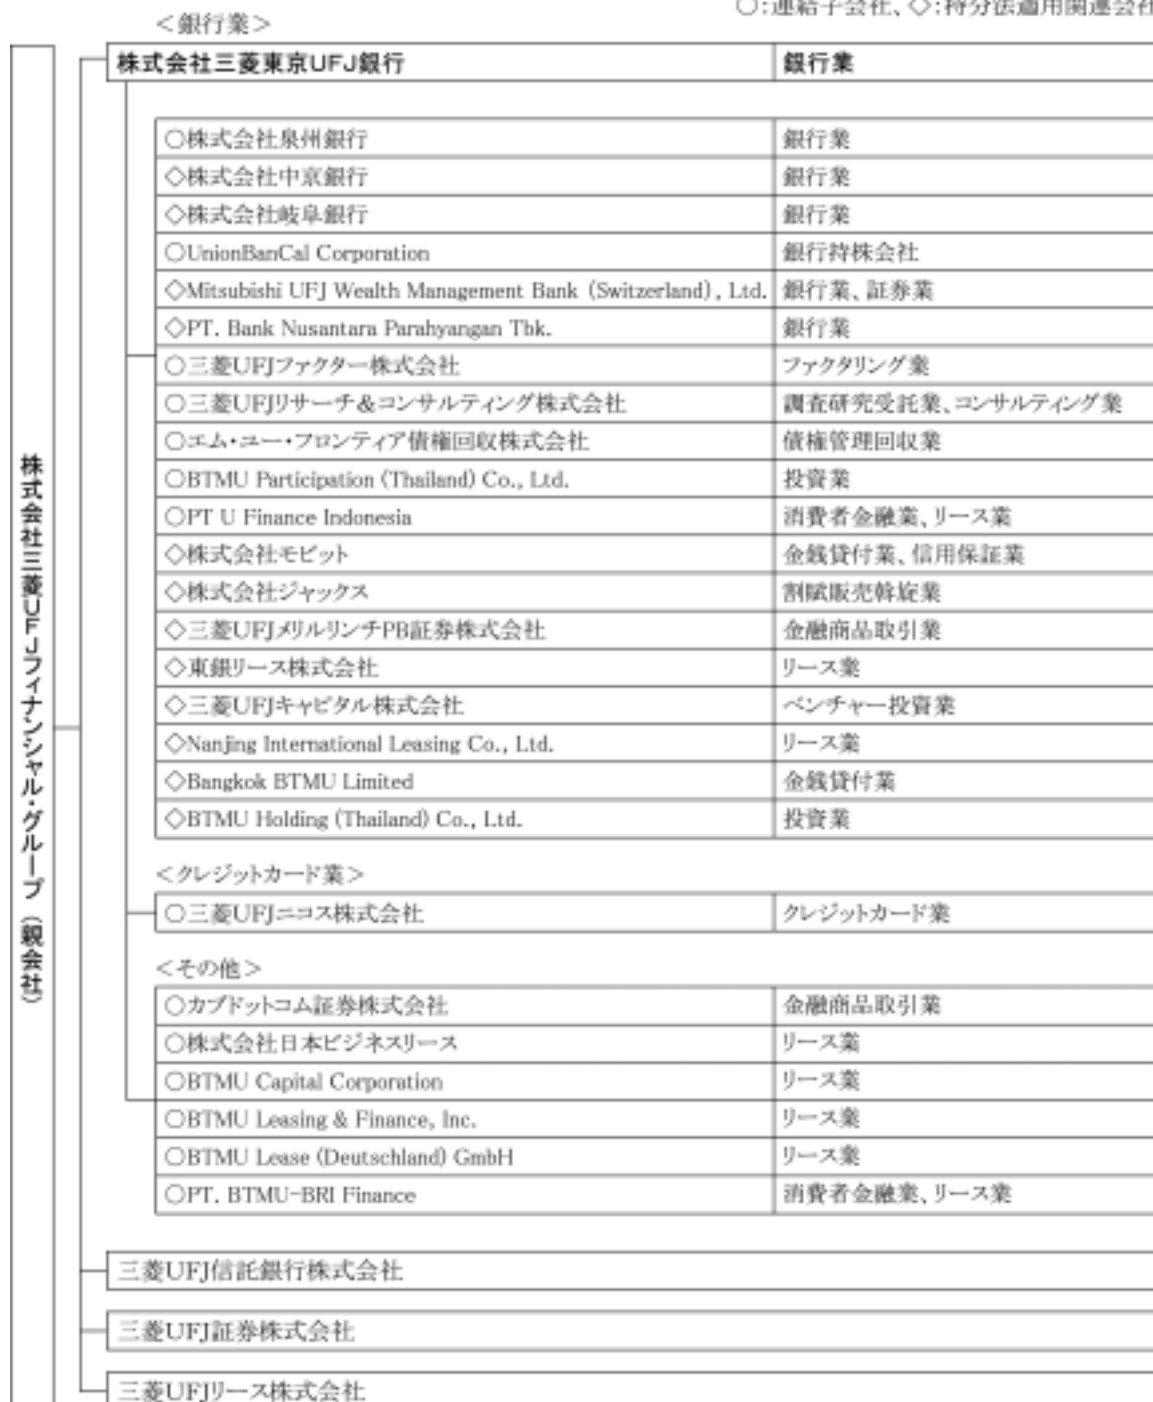 ○:連結子会社、◇:持分法適用関連会社
＜銀行業＞
株式会社三菱東京UFJ銀行 銀行業
○株式会社泉州銀行 銀行業
◇株式会社中京銀行 銀行業
◇株式会社岐阜銀行 銀行業
○UnionBanCal Corporation 銀行持株会社
◇Mitsubishi UFJ Wealth Management Bank (Switzerland), Ltd. 銀行業、証券業
◇PT. Bank Nusantara Parahyangan Tbk. 銀行業
○三菱UFJファクター株式会社 ファクタリング業
○三菱UFJリサーチ&コンサルティング株式会社 調査研究受託業、コンサルティング業
○エム・ユー・フロンティア債権回収株式会社 債権管理回収業
○BTMU Participation (Thailand) Co., Ltd. 投資業
○PT U Finance Indonesia 消費者金融業、リース業
◇株式会社モビット 金銭貸付業、信用保証業
◇株式会社ジャックス 割賦販売斡旋業
◇三菱UFJメリルリンチPB証券株式会社 金融商品取引業
◇東銀リース株式会社 リース業
◇三菱UFJキャピタル株式会社 ベンチャー投資業
◇Nanjing International Leasing Co., Ltd. リース業
◇Bangkok BTMU Limited 金銭貸付業
◇BTMU Holding (Thailand) Co., Ltd. 投資業
＜クレジットカード業＞
○三菱UFJニコス株式会社 クレジットカード業
＜その他＞
○カブドットコム証券株式会社 金融商品取引業
○株式会社日本ビジネスリース リース業
○BTMU Capital Corporation リース業
○BTMU Leasing & Finance, Inc. リース業
○BTMU Lease (Deutschland) GmbH リース業
○PT. BTMU-BRI Finance 消費者金融業、リース業
三菱UFJ信託銀行株式会社
三菱UFJ証券株式会社
三菱UFJリース株式会社
株式会社三菱UFJフィナンシャル・グループ（親会社）